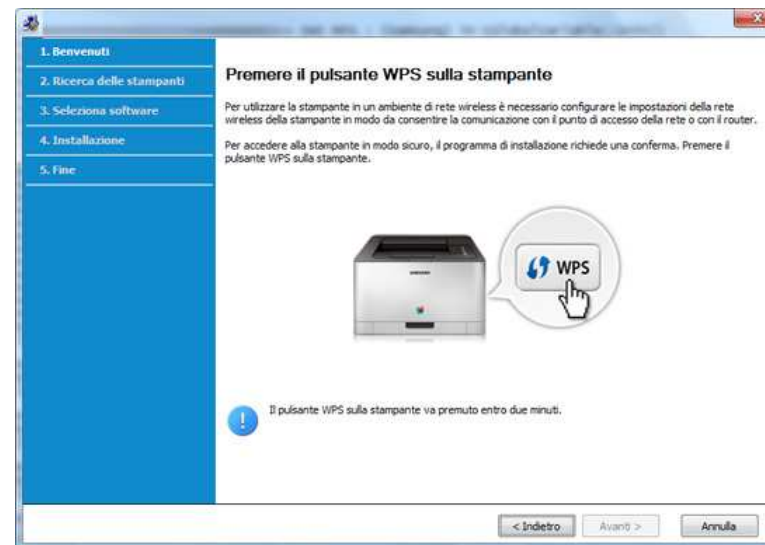 1. Benvenuti
2. Ricerca delle stampanti
3. Seleziona software
4. Installazione
5. Fine
Premere il pulsante WPS sulla stampante
Per utilizzare la stampante in un ambiente di rete wireless è necessario configurare le impostazioni della rete
wireless della stampante in modo da consentire la comunicazione con il punto di accesso della rete o con il router.
Per accedere alla stampante in modo sicuro, il programma di installazione richiede una conferma. Premere il
pulsante WPS sulla stampante.
WPS
Il pulsante WPS sulla stampante va premuto entro due minuti.
< Indietro
Avanti >
Annulla